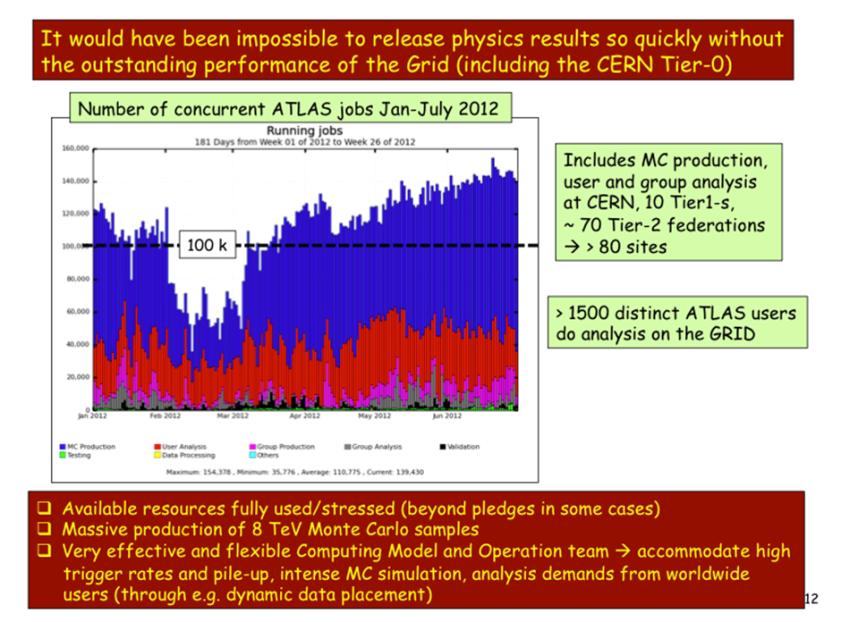 It would have been impossible to release physics results so quickly without
the outstanding performance of the Grid (including the CERN Tier-0)
Number of concurrent ATLAS jobs Jan-July 2012
Running jobs
181 Days from Week 01 of 2012 to Week 26 of 2012
160,000
140,000
120,000
100,000
80,000
60,000
40,000
20,000
0
100 k
Jan 2012 Feb 2012 Mar 2012 Apr 2012 May 2012 Jun 2012
MC Production User Analysis Group Production Group Analysis Validation
Testing Data Processing Others
Maximum: 154,378 , Minimum: 35,776 , Average: 110,775 , Current: 139,430
Includes MC production,
user and group analysis
at CERN, 10 Tier1-s,
~ 70 Tier-2 federations
→ > 80 sites
> 1500 distinct ATLAS users
do analysis on the GRID
❑ Available resources fully used/stressed (beyond pledges in some cases)
❑ Massive production of 8 TeV Monte Carlo samples
❑ Very effective and flexible Computing Model and Operation team → accommodate high
trigger rates and pile-up, intense MC simulation, analysis demands from worldwide
users (through e.g. dynamic data placement)
12